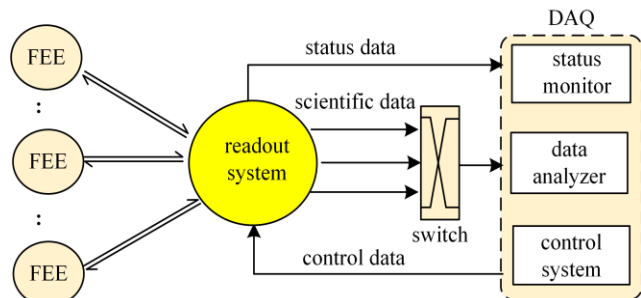 DAQ
FEE
:
FEE
:
FEE
readout
system
status data
scientific data
control data
switch
status
monitor
data
analyzer
control
system